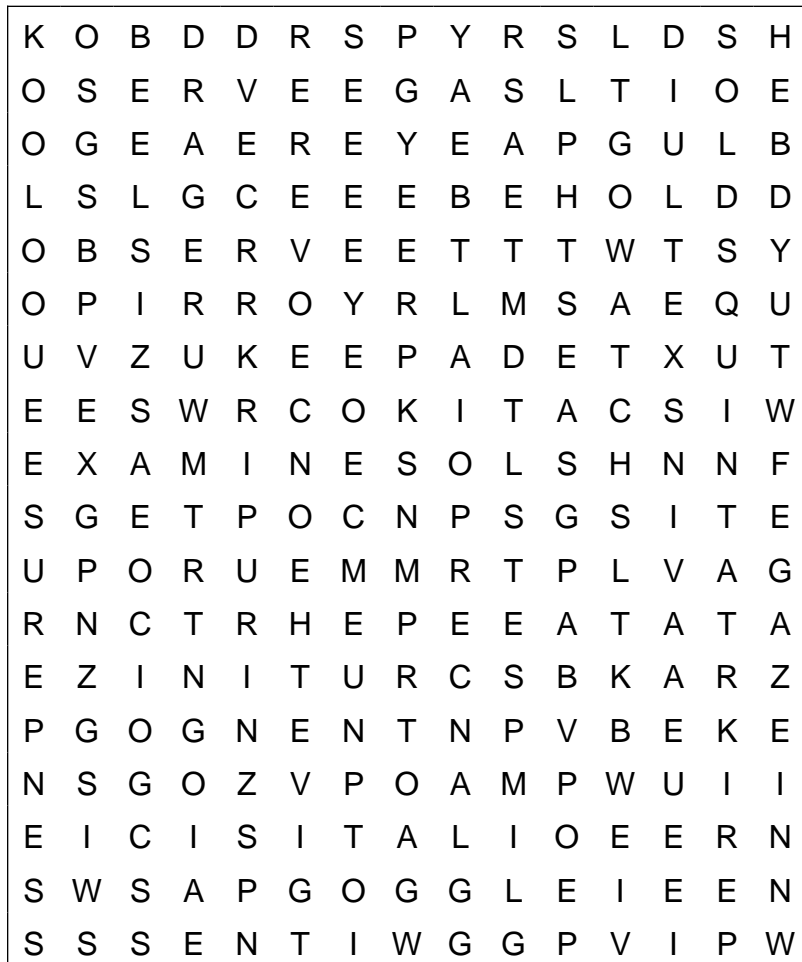 K O B D D R S P Y R S L D S H
O S E R V E E G A S L T I O E
O G E A E R E Y E A P G U L B
L S L G C E E E B E H O L D D
O B S E R V E E T T T W T S Y
O P I R R O Y R L M S A E Q U
U V Z U K E E P A D E T X U T
E E S W R C O K I T A C S I W
E X A M I N E S O L S H N N F
S G E T P O C N P S G S I T E
U P O R U E M M R T P L V A G
R N C T R H E P E E A T A T A
E Z I N I T U R C S B K A R Z
P G O G N E N T N P V B E K E
N S G O Z V P O A M P W U I I
E I C I S I T A L I O E E R N
S W S A P G O G G L E I E E N
S S S E N T I W G G P V I P W